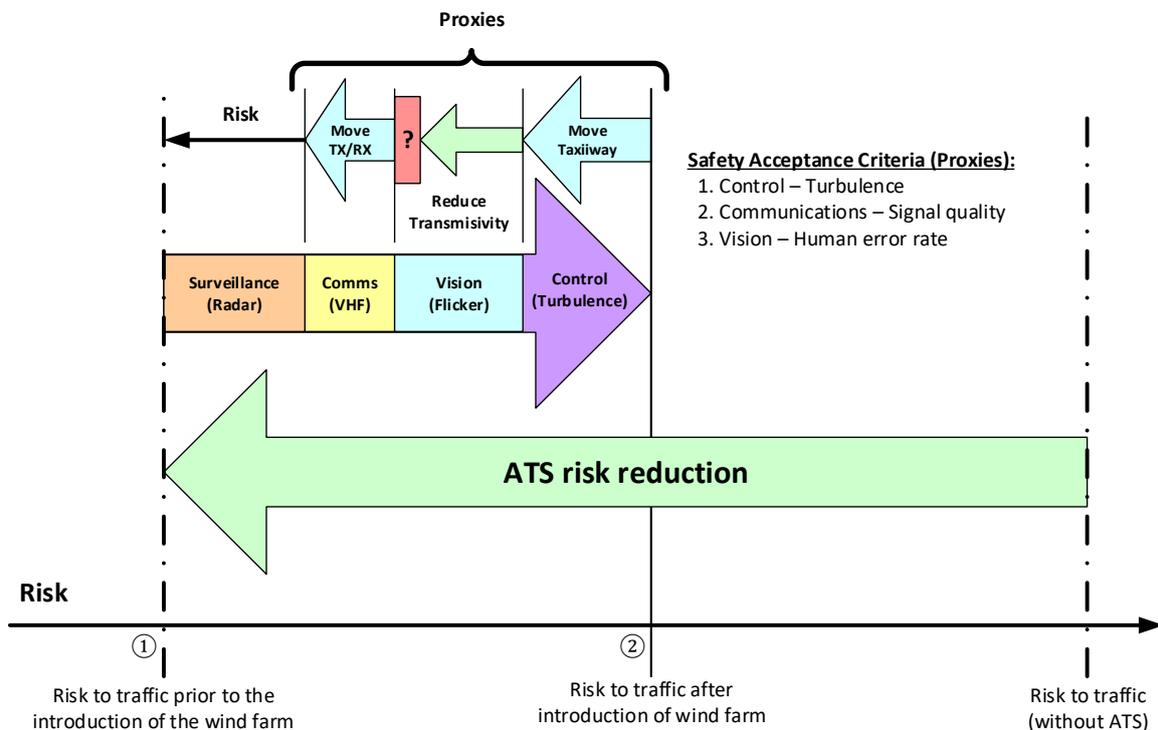 Proxies
Risk
Move
TX/RX
?
Move
Taxiiway
Reduce
Transmisivity
Safety Acceptance Criteria (Proxies):
1. Control – Turbulence
2. Communications – Signal quality
3. Vision – Human error rate
Surveillance
(Radar)
Comms
(VHF)
Vision
(Flicker)
Control
(Turbulence)
ATS risk reduction
Risk
①
②
Risk to traffic prior to the
introduction of the wind farm
Risk to traffic after
introduction of wind farm
Risk to traffic
(without ATS)